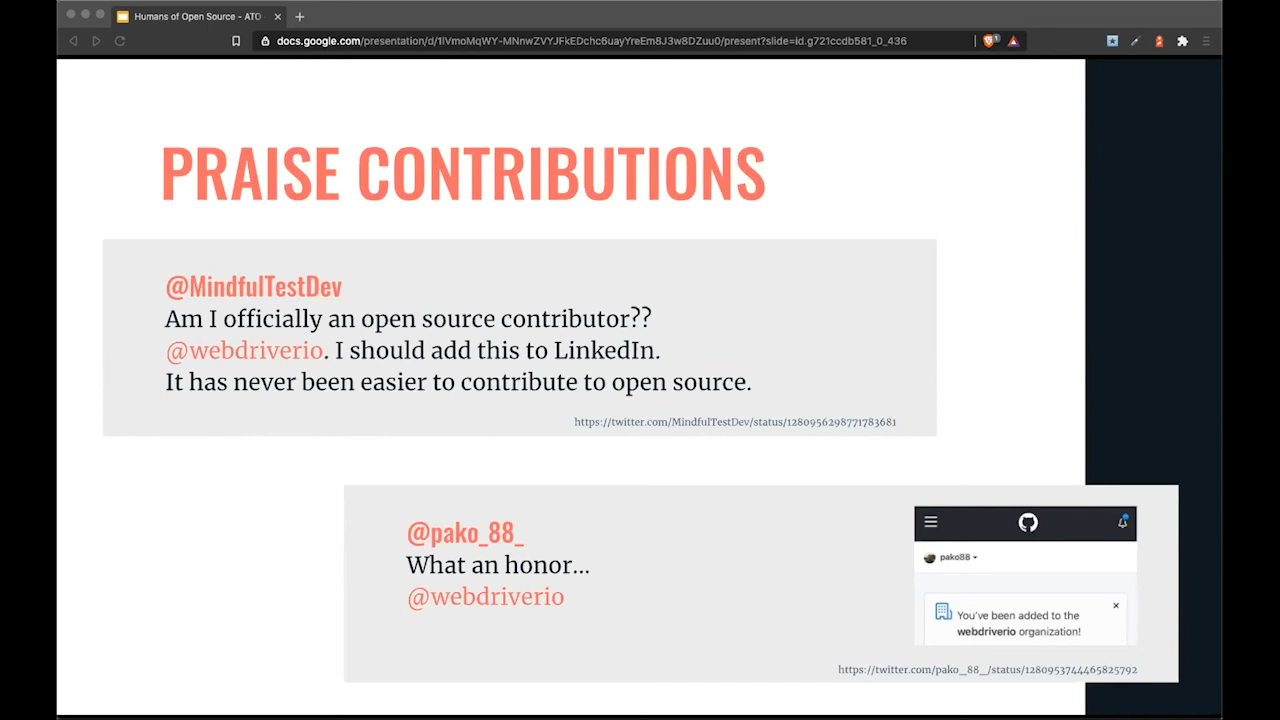 Humans of Open Source - ATO
docs.google.com/presentation/d/1lVmoMqWY-MNnwZVYJFkEDchc6uayYreEm8J3w8DZuu0/present?slide=id.g721ccdb581_0_436
PRAISE CONTRIBUTIONS
@MindfulTestDev
Am I officially an open source contributor??
@webdriverio. I should add this to LinkedIn.
It has never been easier to contribute to open source.
https://twitter.com/MindfulTestDev/status/1280956298771783681
@pako_88_
What an honor...
@webdriverio
pako88
You've been added to the
webdriverio organization!
https://twitter.com/pako_88_/status/1280953744465825792